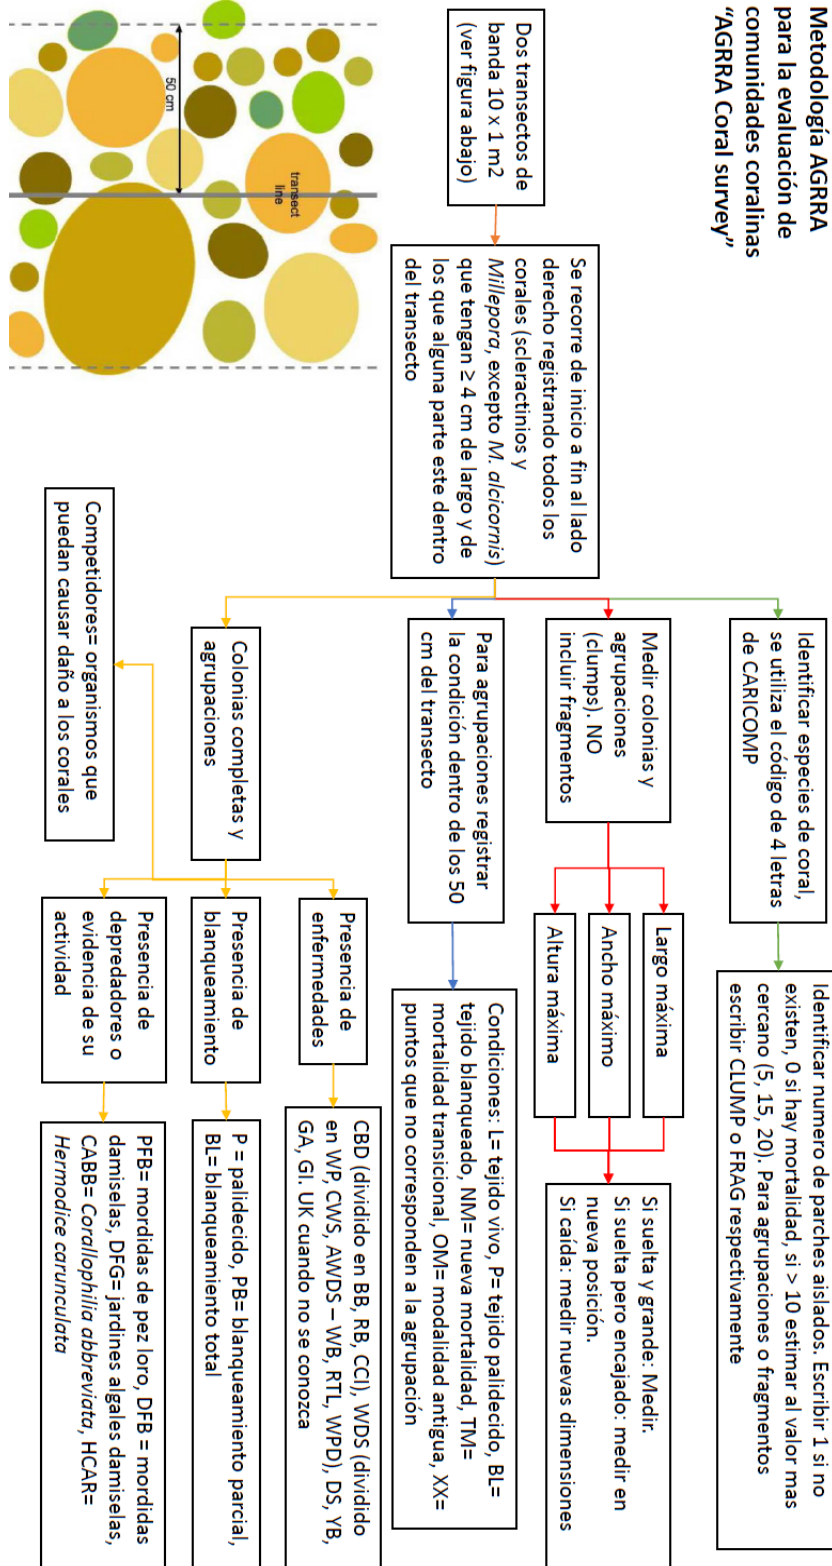 Metodología AGRRA
para la evaluación de
comunidades coralinas
"AGRRA Coral survey"
Dos transectos de
banda 10 x 1 m2
(ver figura abajo)
50 cm
transect
line
Se recorre de inicio a fin al lado
derecho registrando todos los
corales (scleractinios y
Millepora, excepto M. alcicornis)
que tengan ≥ 4 cm de largo y de
los que alguna parte este dentro
del transecto
Identificar especies de coral,
se utiliza el código de 4 letras
de CARICOMP
Identificar numero de parches aislados. Escribir 1 si no
existen, 0 si hay mortalidad, si > 10 estimar al valor mas
cercano (5, 15, 20). Para agrupaciones o fragmentos
escribir CLUMP o FRAG respectivamente
Medir colonias y
agrupaciones
(clumps). NO
incluir fragmentos
Largo máxima
Ancho máximo
Altura máxima
Si suelta y grande: Medir.
Si suelta pero encajado: medir en
nueva posición.
Si caída: medir nuevas dimensiones
Para agrupaciones registrar
la condición dentro de los 50
cm del transecto
Condiciones: L= tejido vivo, P= tejido palidecido, BL=
tejido blanqueado, NM= nueva mortalidad, TM=
mortalidad transicional, OM= modalidad antigua, XX=
puntos que no corresponden a la agrupación
Colonias completas y
agrupaciones
Competidores= organismos que
puedan causar daño a los corales
Presencia de
enfermedades
CBD (dividido en BB, RB, CCI), WDS (dividido
en WP, CWS, AWDS – WB, RTL, WPD), DS, YB,
GA, GI. UK cuando no se conozca
Presencia de
blanqueamiento
P = palidecido, PB= blanqueamiento parcial,
BL= blanqueamiento total
Presencia de
depredadores o
evidencia de su
actividad
PFB= mordidas de pez loro, DFB = mordidas
damiselas, DFG= jardines algales damiselas,
CABB= Corallophilia abbreviata, HCAR=
Hermodice carunculata